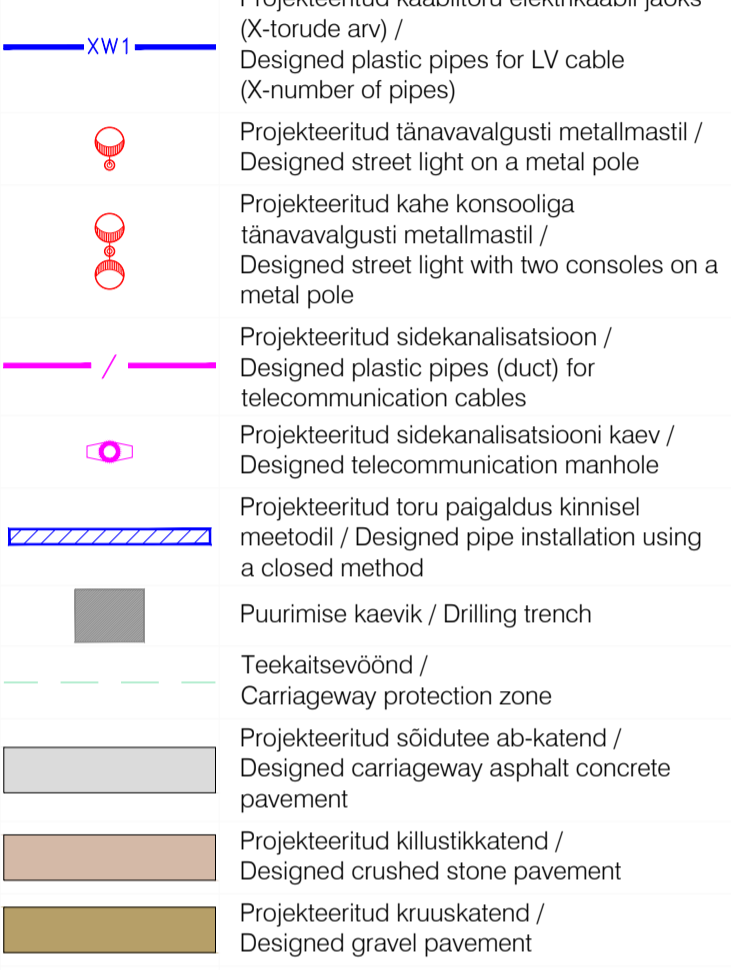 Projekteeritud kaablitoru elektrikaabli jaoks
(X-torude arv) /
XW1
Designed plastic pipes for LV cable
(X-number of pipes)
Projekteeritud tänavavalgusti metallmastil /
Designed street light on a metal pole
Projekteeritud kahe konsooliga
tänavavalgusti metallmastil /
Designed street light with two consoles on a
metal pole
Projekteeritud sidekanalisatsioon /
/
Designed plastic pipes (duct) for
telecommunication cables
Projekteeritud sidekanalisatsiooni kaev /
Designed telecommunication manhole
Projekteeritud toru paigaldus kinnisel
meetodil / Designed pipe installation using
a closed method
Puurimise kaevik / Drilling trench
Teekaitsevöönd /
Carriageway protection zone
Projekteeritud sõidutee ab-katend /
Designed carriageway asphalt concrete
pavement
Projekteeritud killustikkatend /
Designed crushed stone pavement
Projekteeritud kruuskatend /
Designed gravel pavement